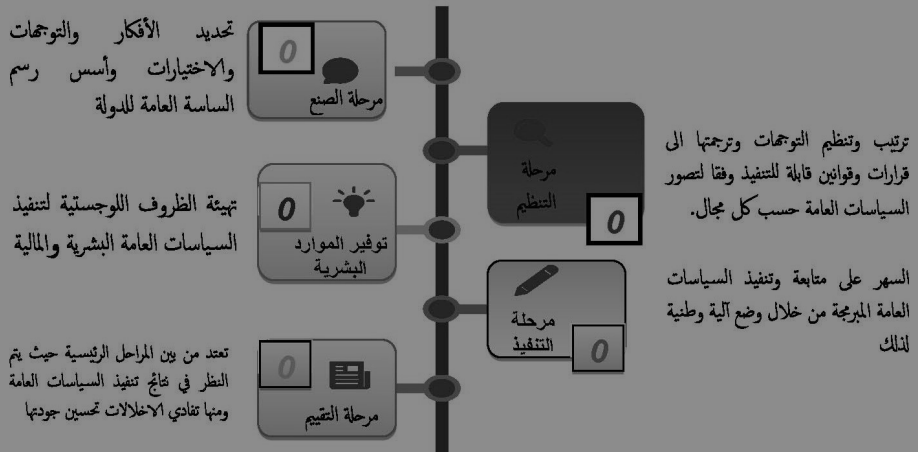 تحديد الأفكار والتوجهات
والاختيارات وأسس رسم
الساسة العامة للدولة
0
مرحلة الصنع
ترتيب وتنظيم التوجهات وترجمتها الى
قرارات وقوانين قابلة للتنفيذ وفقا لتصور
السياسات العامة حسب كل مجال.
مرحلة
التنظيم
0
تهيئة الظروف اللوجستية لتنفيذ
السياسات العامة البشرية والمالية
0
توفير الموارد
البشرية
السهر على متابعة وتنفيذ السياسات
العامة المبرمجة من خلال وضع آلية وطنية
لذلك
مرحلة
التنفيذ
0
تعتد من بين المراحل الرئيسية حيث يتم
النظر في نتائج تنفيذ السياسات العامة
ومنها تفادي الاخلالات تحسين جودتها
0
مرحلة التقييم